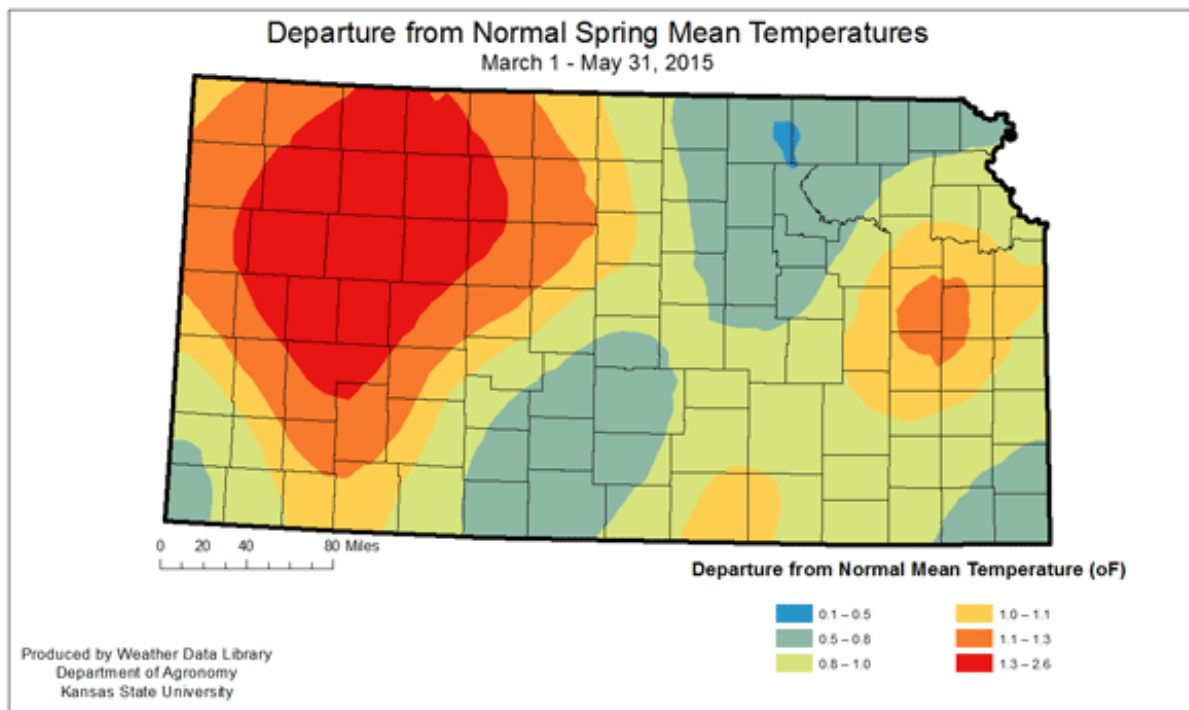 Departure from Normal Spring Mean Temperatures
March 1 - May 31, 2015
0 20 40 80 Miles
Departure from Normal Mean Temperature (oF)
0.1 – 0.5
1.0 – 1.1
0.5 – 0.8
1.1 – 1.3
0.8 – 1.0
1.3 – 2.6
Produced by Weather Data Library
Department of Agronomy
Kansas State University